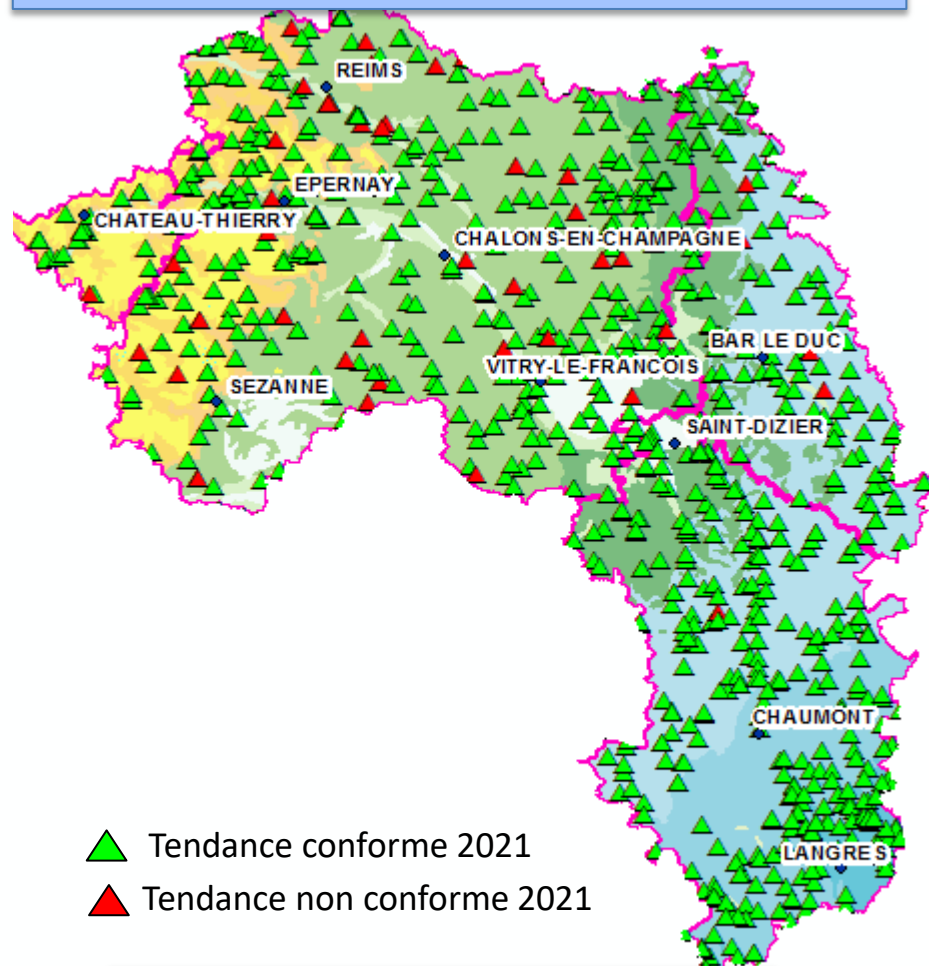 REIMS
EPERNAY
CHATEAU-THIERRY
CHALONS-EN-CHAMPAGNE
BAR LE DUC
VITRY-LE-FRANCOIS
SEZANNE
SAINT-DIZIER
CHAUMONT
Tendance conforme 2021
LANGRES
Tendance non conforme 2021